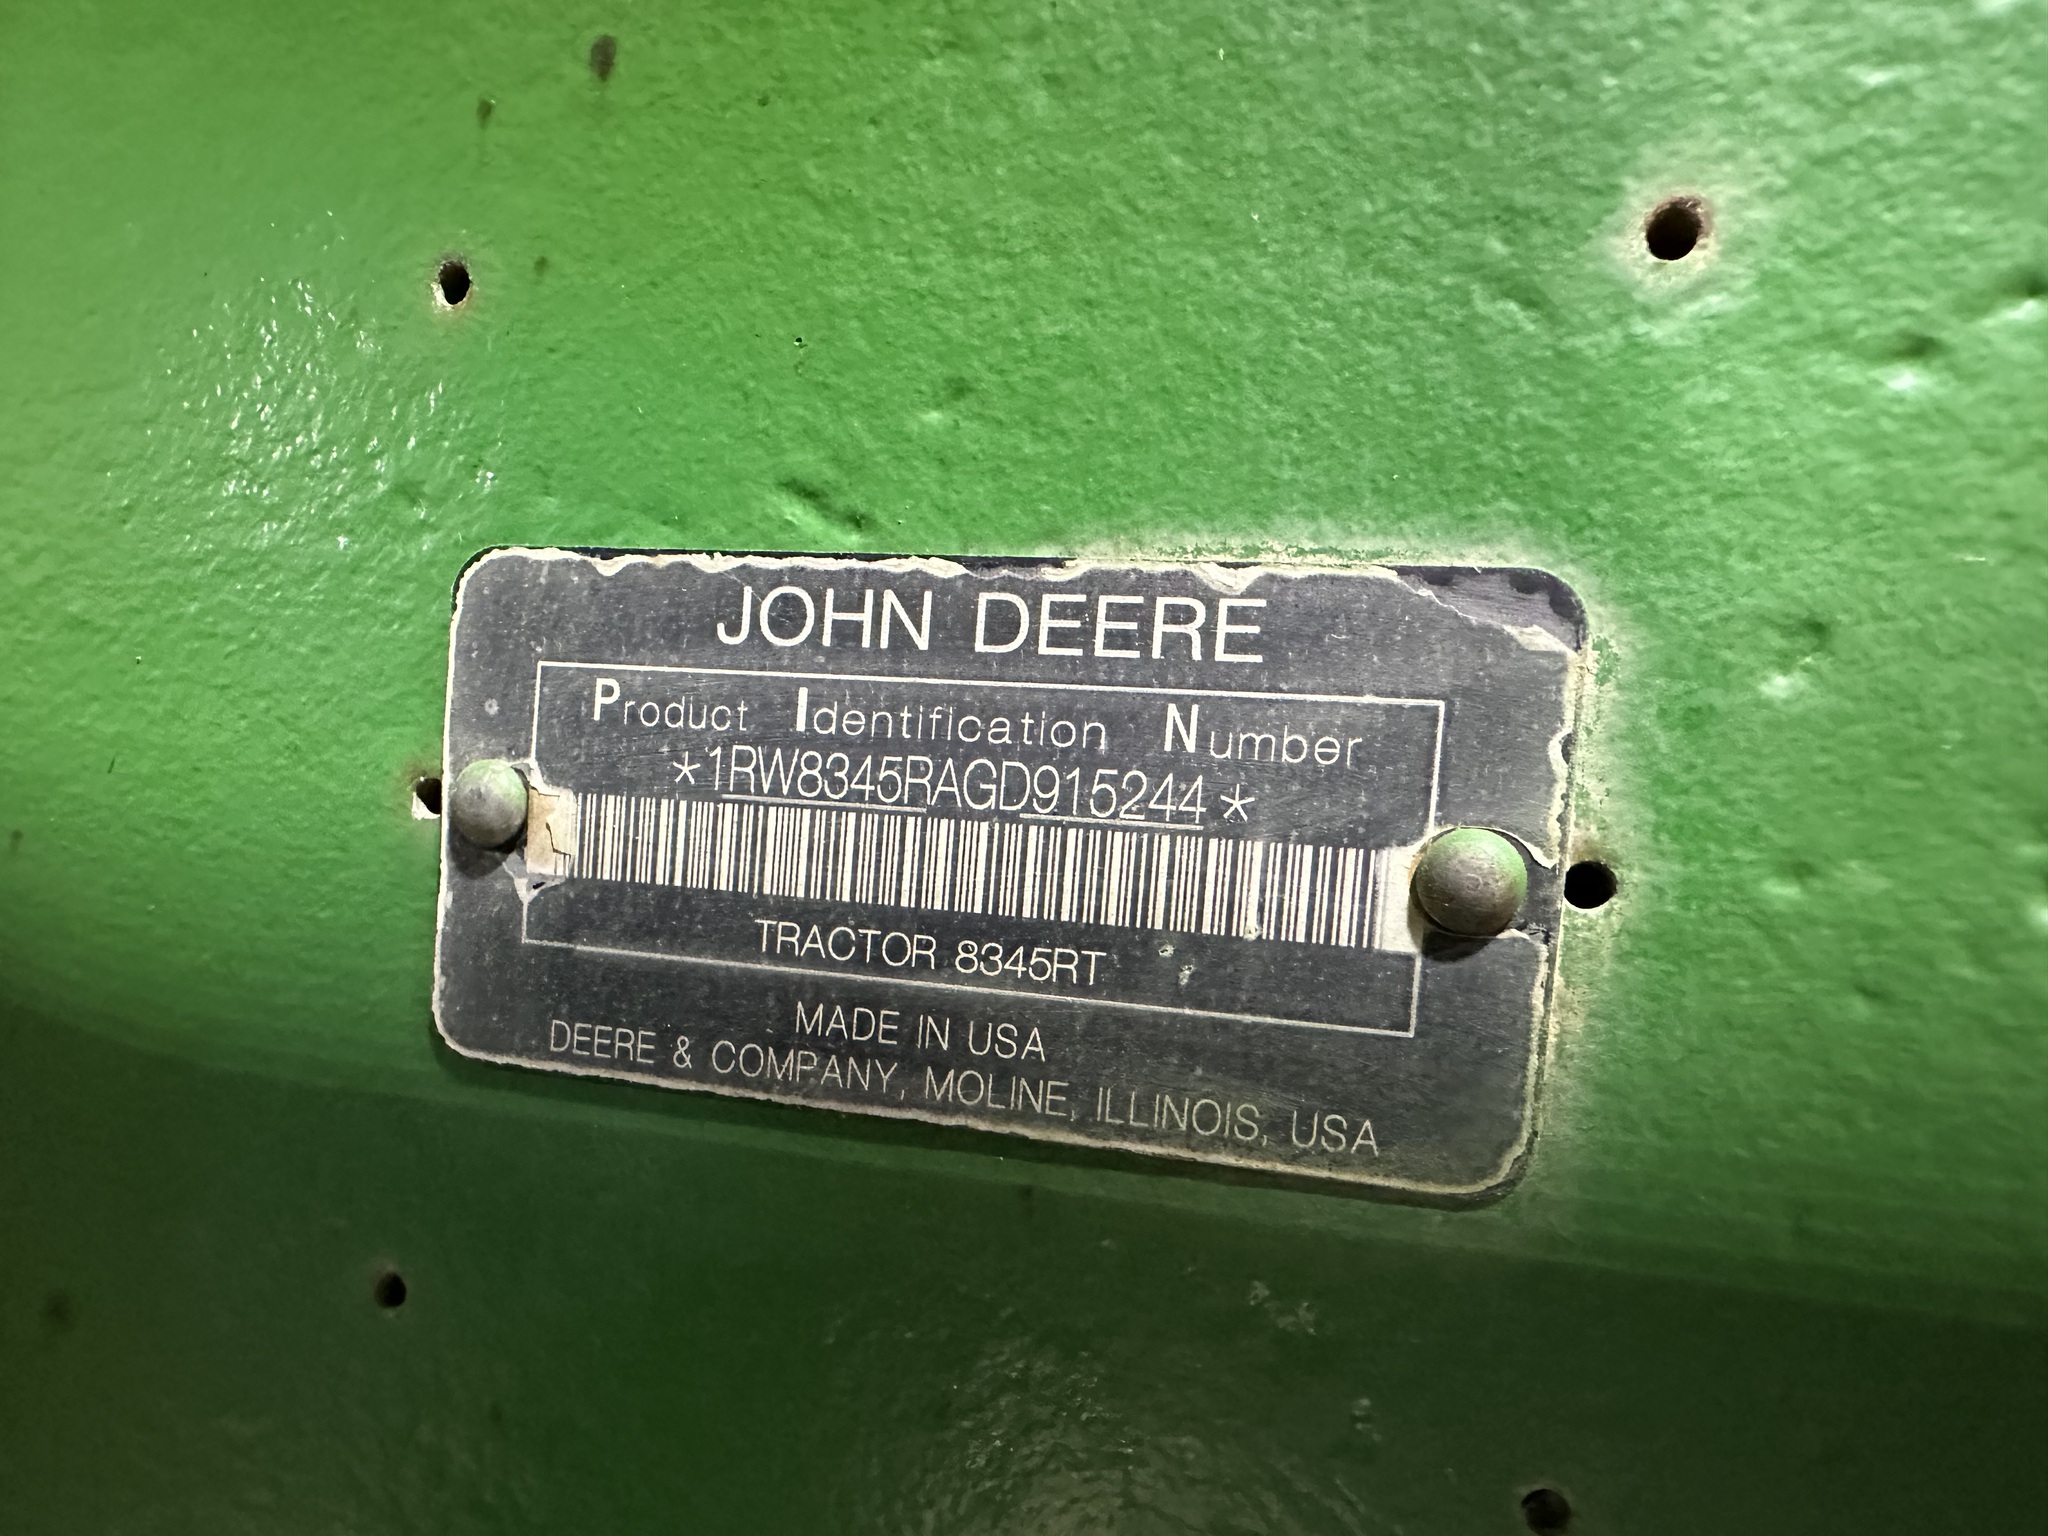 JOHN DEERE
Product Identification Number
*1RW8345RAGD915244*
TRACTOR 8345RT
MADE IN USA
DEERE & COMPANY, MOLINE, ILLINOIS, USA